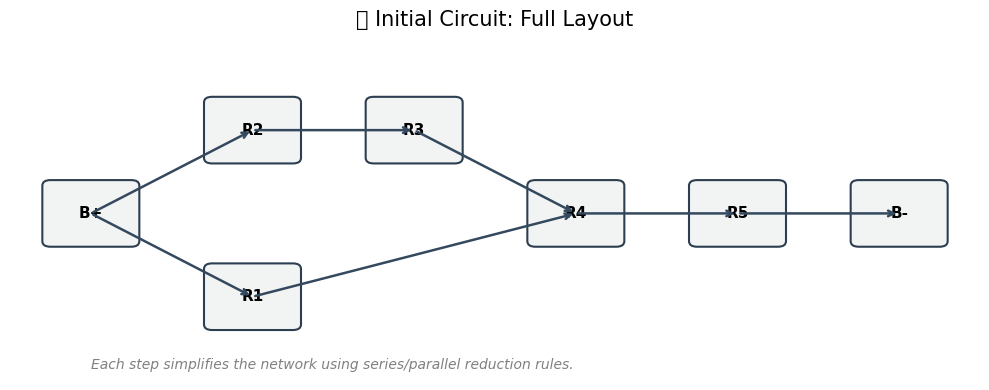 Initial Circuit: Full Layout
R2
R3
B+
R4
R5
B-
R1
Each step simplifies the network using series/parallel reduction rules.